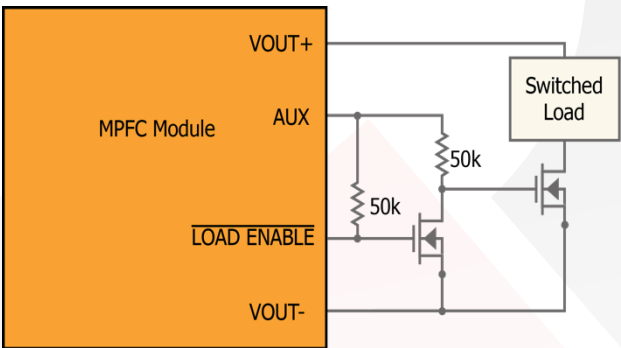 VOUT+
Switched
Load
AUX
MPFC Module
50k
50k
LOAD ENABLE
VOUT-